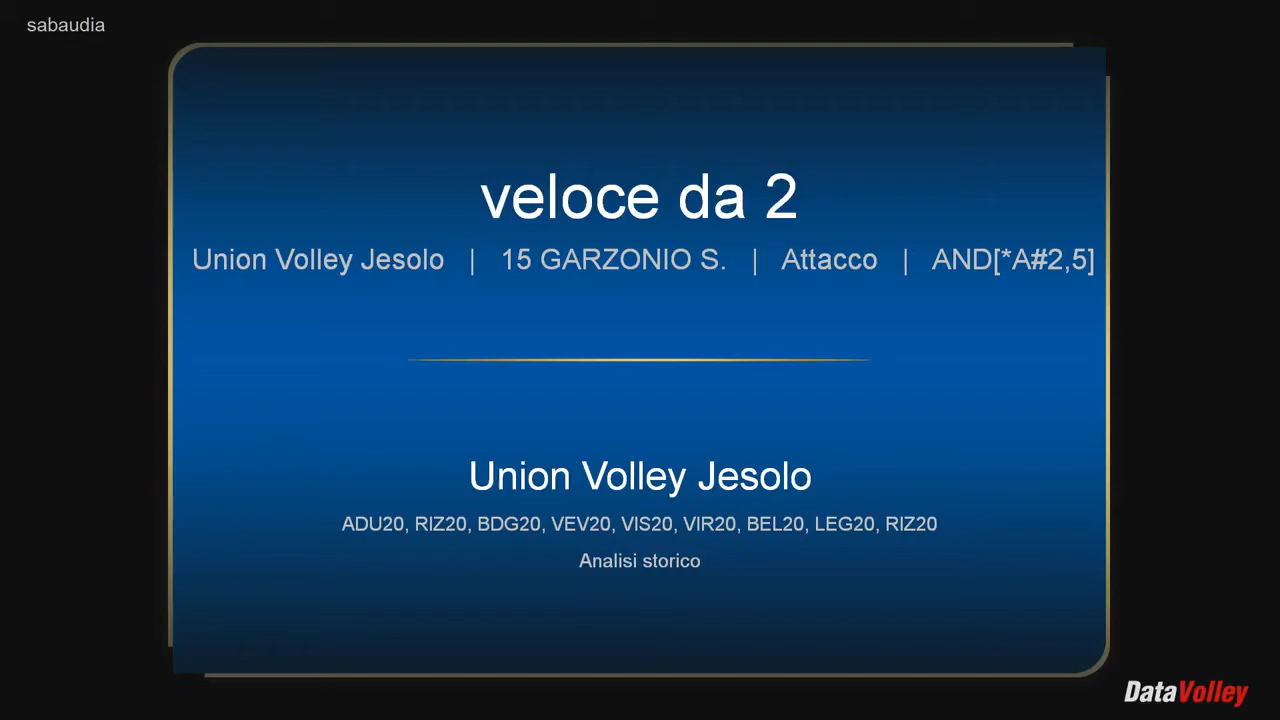 sabaudia
veloce da 2
Union Volley Jesolo | 15 GARZONIO S. | Attacco | AND[*A#2,5]
Union Volley Jesolo
ADU20, RIZ20, BDG20, VEV20, VIS20, VIR20, BEL20, LEG20, RIZ20
Analisi storico
DataVolley